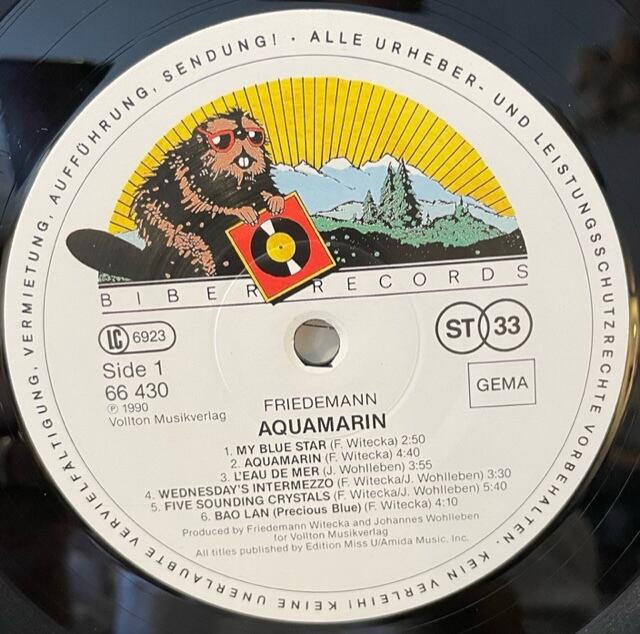 ALLE URHEBER- UND LEISTUNGSSCHUTZRECHTE VORBEHALTEN. KEIN VERLEIH! KEINE UNERLAUBTE VERVIELFÄLTIGUNG, VERMIETUNG, AUFFÜHRUNG, SENDUNG! ·
BIBER RECORDS
LC 6923
ST 33
Side 1
66 430
℗ 1990
Vollton Musikverlag
GEMA
FRIEDEMANN
AQUAMARIN
1. MY BLUE STAR (F. Witecka) 2:50
2. AQUAMARIN (F. Witecka) 4:40
3. L'EAU DE MER (J. Wohlleben) 3:55
4. WEDNESDAY'S INTERMEZZO (F. Witecka/J. Wohlleben) 3:30
5. FIVE SOUNDING CRYSTALS (F. Witecka/J. Wohlleben) 5:40
6. BAO LAN (Precious Blue) (F. Witecka) 4:10
Produced by Friedemann Witecka and Johannes Wohlleben
for Vollton Musikverlag
All titles published by Edition Miss U/Amida Music, Inc.